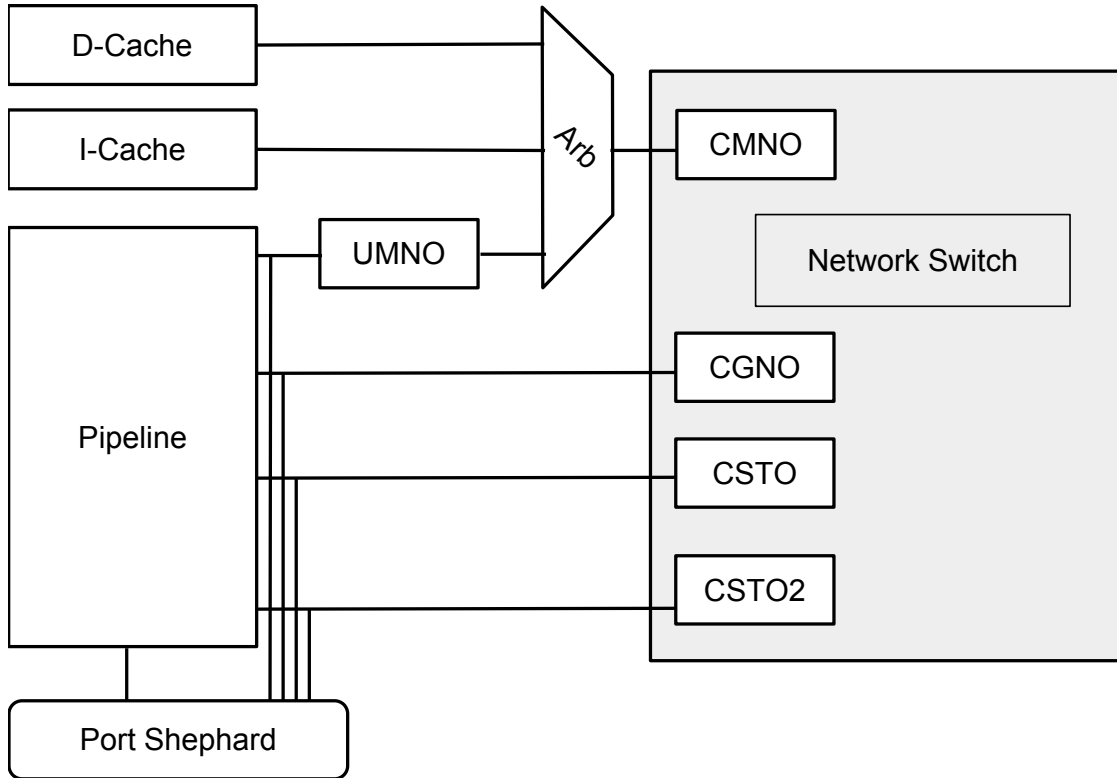 D-Cache
I-Cache
Arb
CMNO
UMNO
Network Switch
CGNO
Pipeline
CSTO
CSTO2
Port Shephard